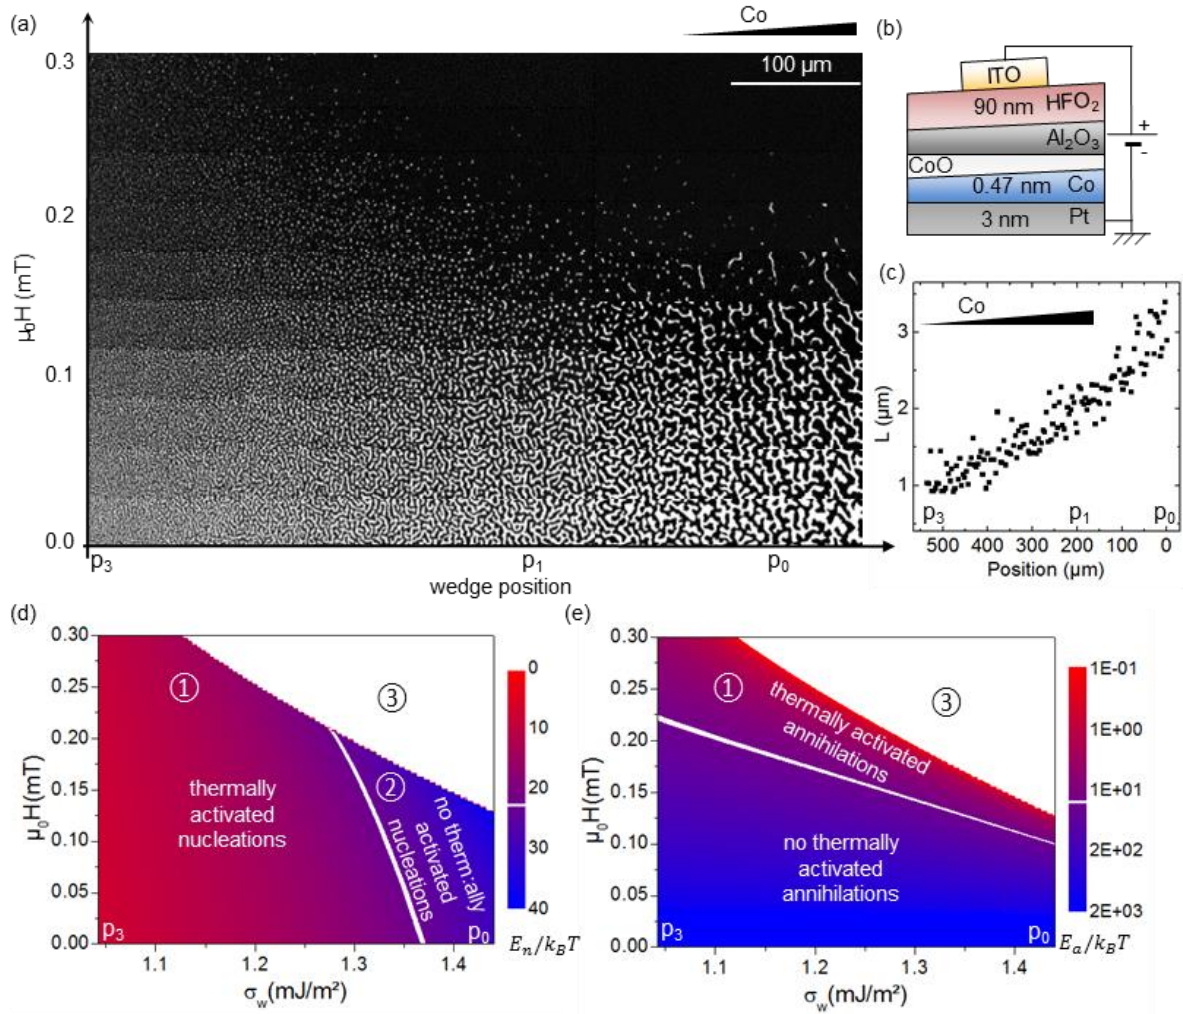 (a)
Co
100 µm
0.3
0.2
0.1
0.0
µ₀H (mT)
p₃
p₁
p₀
wedge position
(b)
ITO
90 nm HFO₂
Al₂O₃
CoO
0.47 nm Co
3 nm Pt
+
-
(c)
Co
3
2
1
L (µm)
p₃
p₁
p₀
500 400 300 200 100 0
Position (µm)
(d)
0.30
0.25
0.20
0.15
0.10
0.05
0.00
µ₀H(mT)
①
②
③
thermally
activated
nucleations
no therm:ally
activated
nucleations
p₃
p₀
1.1 1.2 1.3 1.4
σw(mJ/m²)
0
10
20
30
40
Eₙ/k_BT
(e)
0.30
0.25
0.20
0.15
0.10
0.05
0.00
µ₀H(mT)
①
③
thermally activated
annihilations
no thermally
activated
annihilations
p₃
p₀
1.1 1.2 1.3 1.4
σw(mJ/m²)
1E-01
1E+00
1E+01
2E+02
2E+03
Eₐ/k_BT